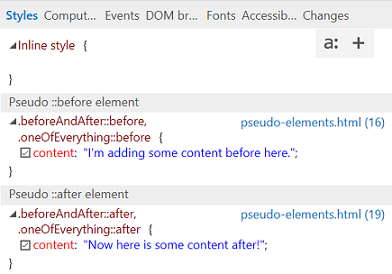 Styles Comput... Events DOM br... Fonts Accessib... Changes
Inline style {
a: +
}
Pseudo ::before element
.beforeAndAfter::before, pseudo-elements.html (16)
.oneOfEverything::before {
content: "I'm adding some content before here.";
}
Pseudo ::after element
.beforeAndAfter::after, pseudo-elements.html (19)
.oneOfEverything::after {
content: "Now here is some content after!";
}